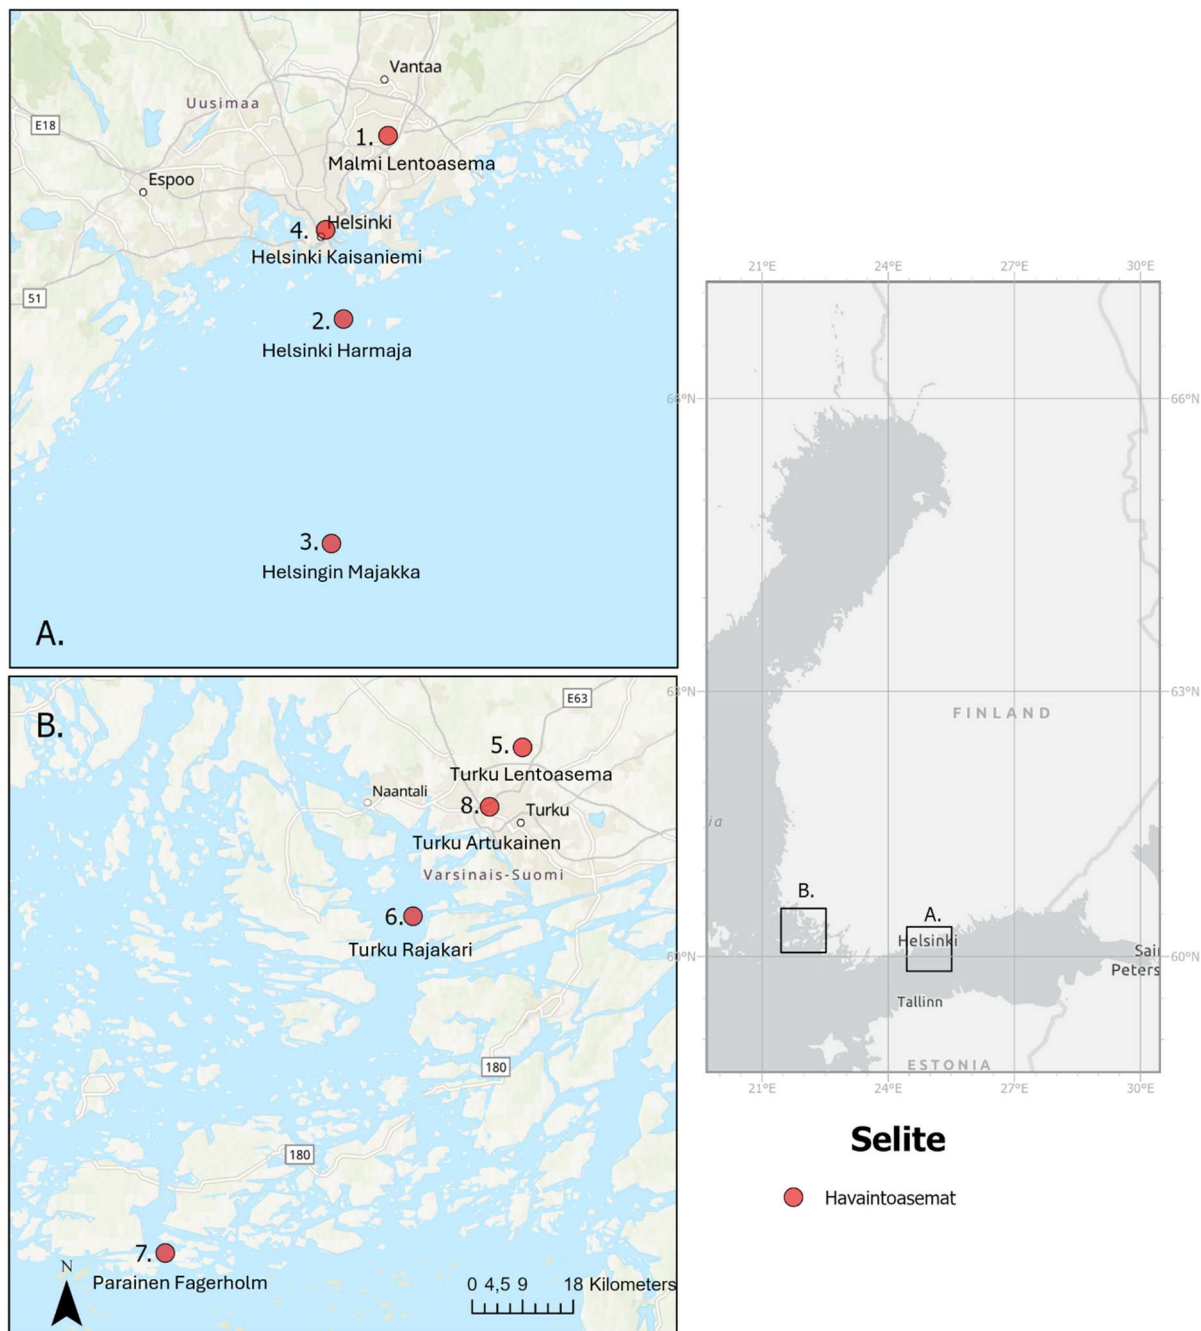 Vantaa
Uusimaa
E18
1.
Malmi Lentoasema
Espoo
Helsinki
4.
Helsinki Kaisaniemi
51
2.
Helsinki Harmaja
3.
Helsingin Majakka
A.
B.
E63
5.
Turku Lentoasema
Naantali
8.
Turku
Turku Artukainen
Varsinais-Suomi
6.
Turku Rajakari
180
180
7.
Parainen Fagerholm
N
0 4,5 9 18 Kilometers
21°E 24°E 27°E 30°E
66°N 66°N
63°N 63°N
FINLAND
ia
B.
A.
Helsinki
60°N 60°N
Sai
Peters
Tallinn
ESTONIA
21°E 24°E 27°E 30°E
Selite
Havaintoasemat